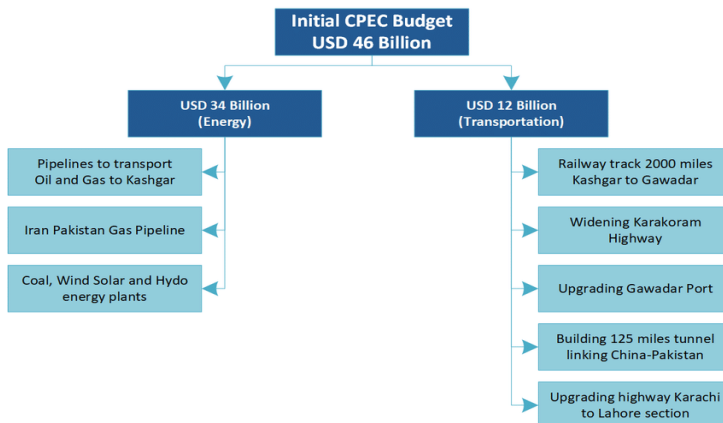 Initial CPEC Budget
USD 46 Billion
USD 34 Billion
(Energy)
USD 12 Billion
(Transportation)
Pipelines to transport
Oil and Gas to Kashgar
Iran Pakistan Gas Pipeline
Coal, Wind Solar and Hydo
energy plants
Railway track 2000 miles
Kashgar to Gawadar
Widening Karakoram
Highway
Upgrading Gawadar Port
Building 125 miles tunnel
linking China-Pakistan
Upgrading highway Karachi
to Lahore section